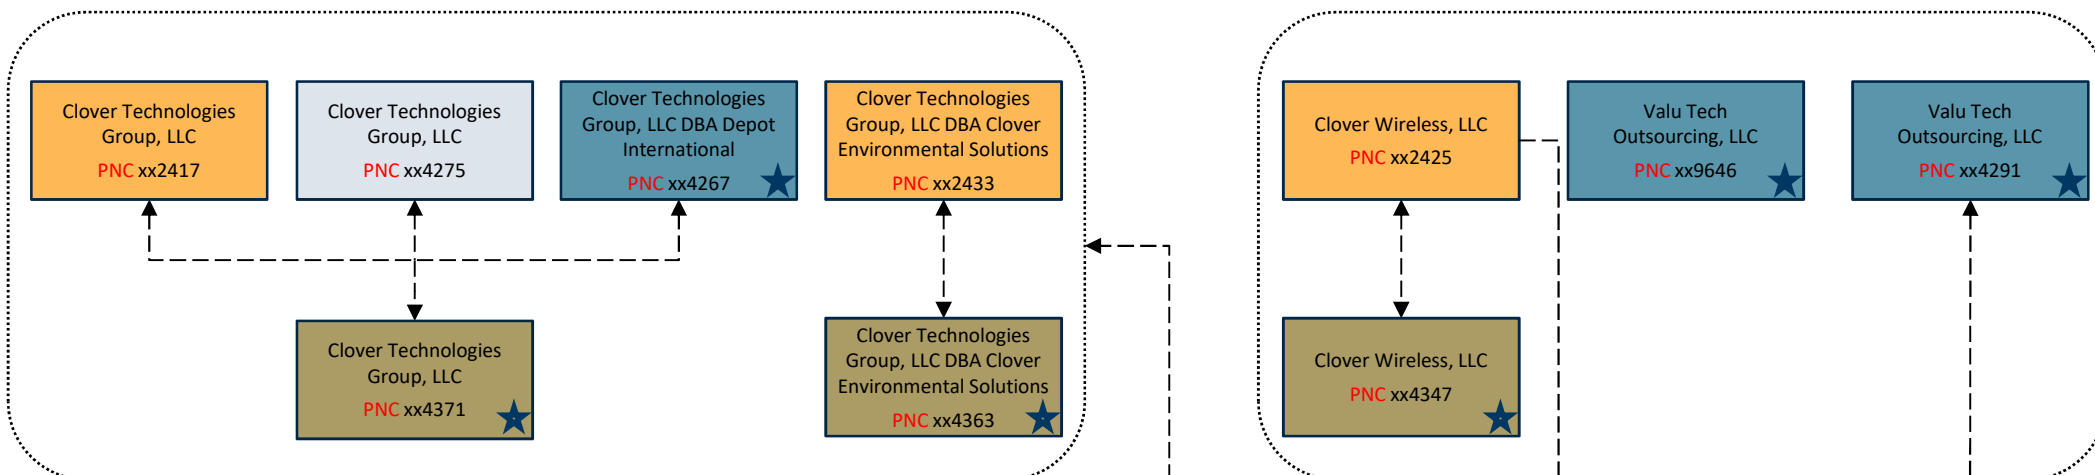 Clover Technologies
Group, LLC
PNC xx2417
Clover Technologies
Group, LLC
PNC xx4275
Clover Technologies
Group, LLC DBA Depot
International
PNC xx4267
Clover Technologies
Group, LLC DBA Clover
Environmental Solutions
PNC xx2433
Clover Wireless, LLC
PNC xx2425
Valu Tech
Outsourcing, LLC
PNC xx9646
Valu Tech
Outsourcing, LLC
PNC xx4291
Clover Technologies
Group, LLC
PNC xx4371
Clover Technologies
Group, LLC DBA Clover
Environmental Solutions
PNC xx4363
Clover Wireless, LLC
PNC xx4347